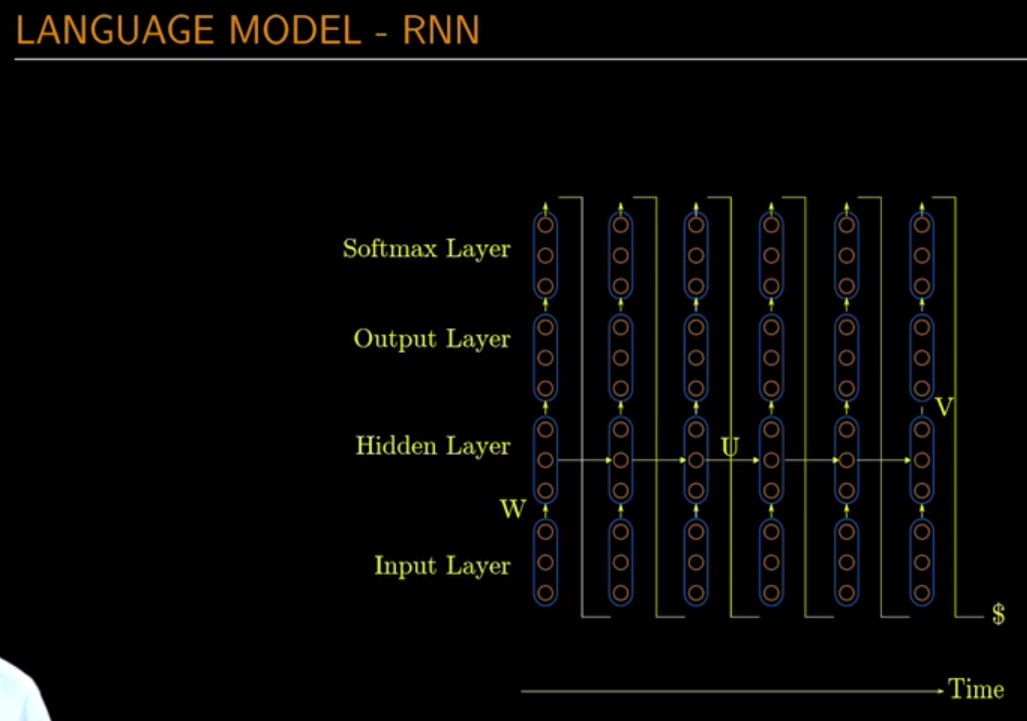 LANGUAGE MODEL - RNN
Softmax Layer
Output Layer
V
Hidden Layer
U
W
Input Layer
$
Time